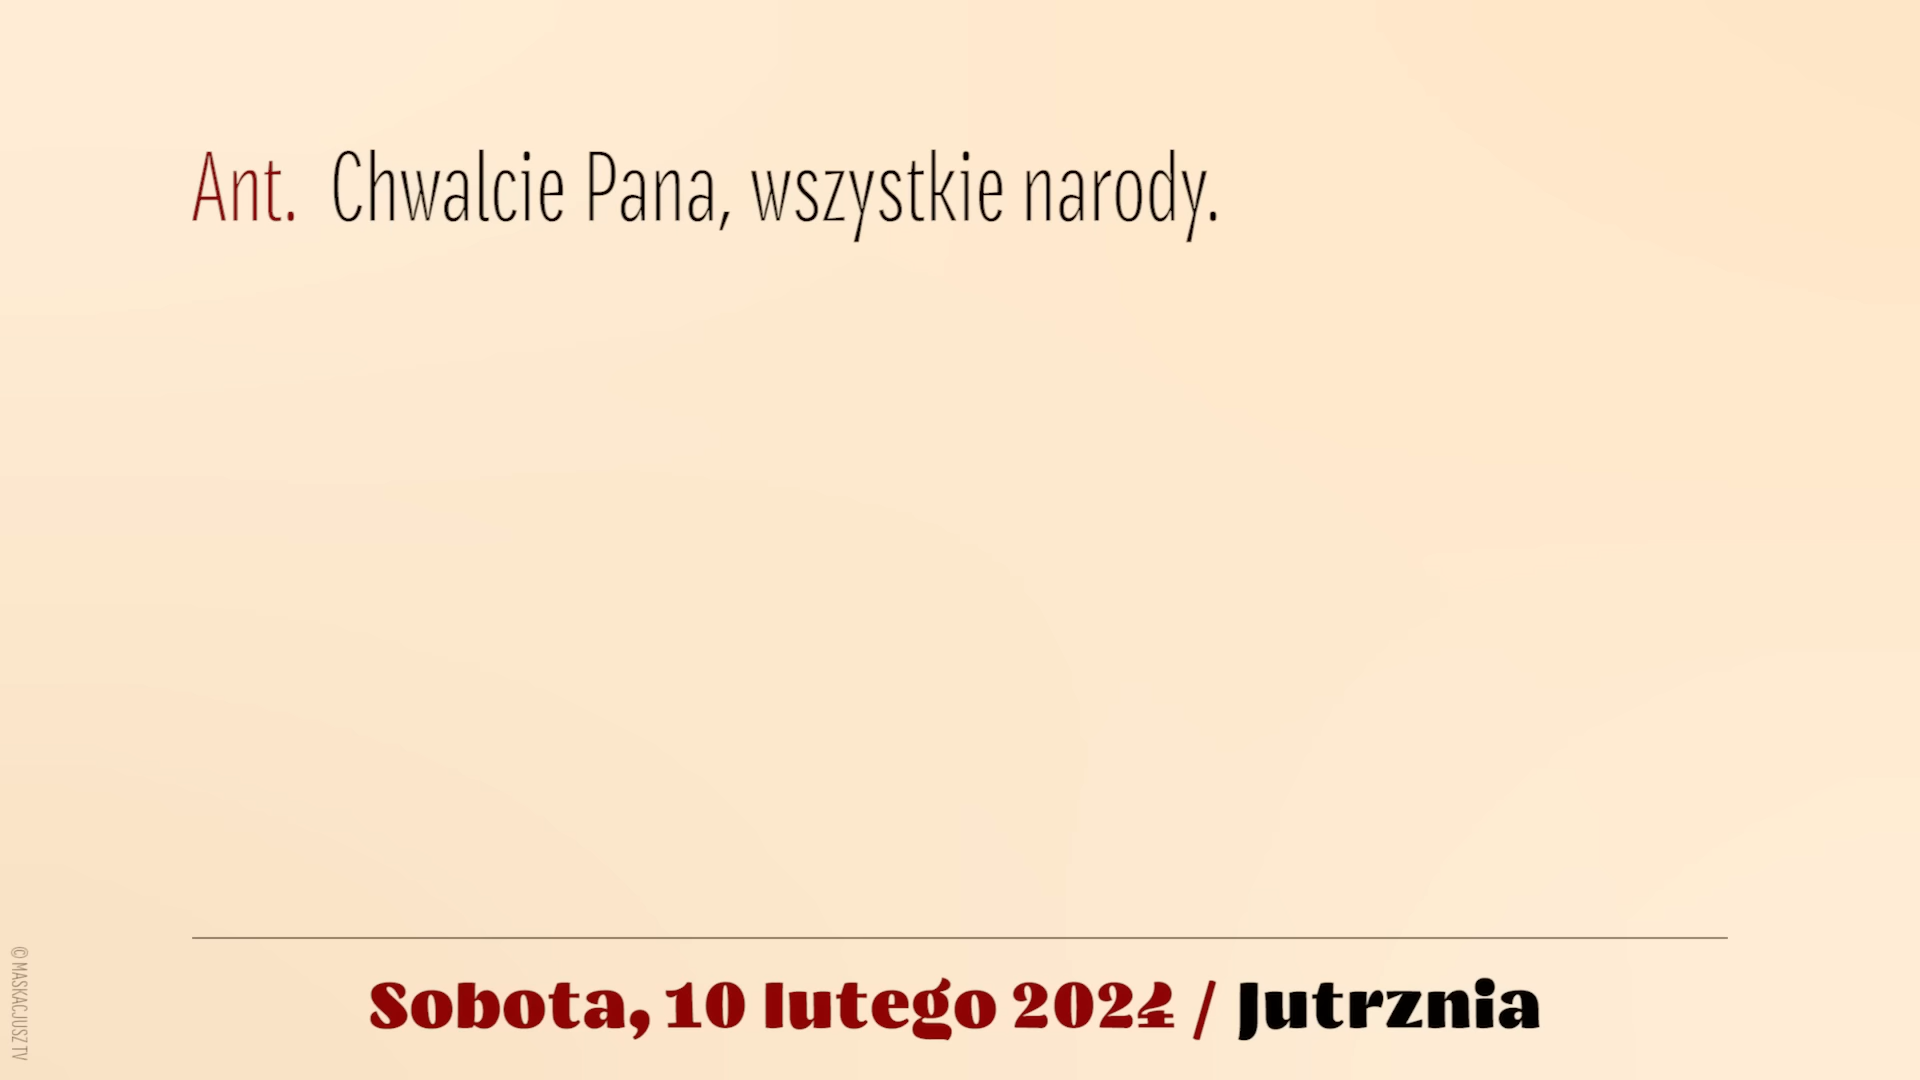 Ant. Chwalcie Pana, wszystkie narody.
Sobota, 10 lutego 2024 / Jutrznia
© MASKACJUSZ TV